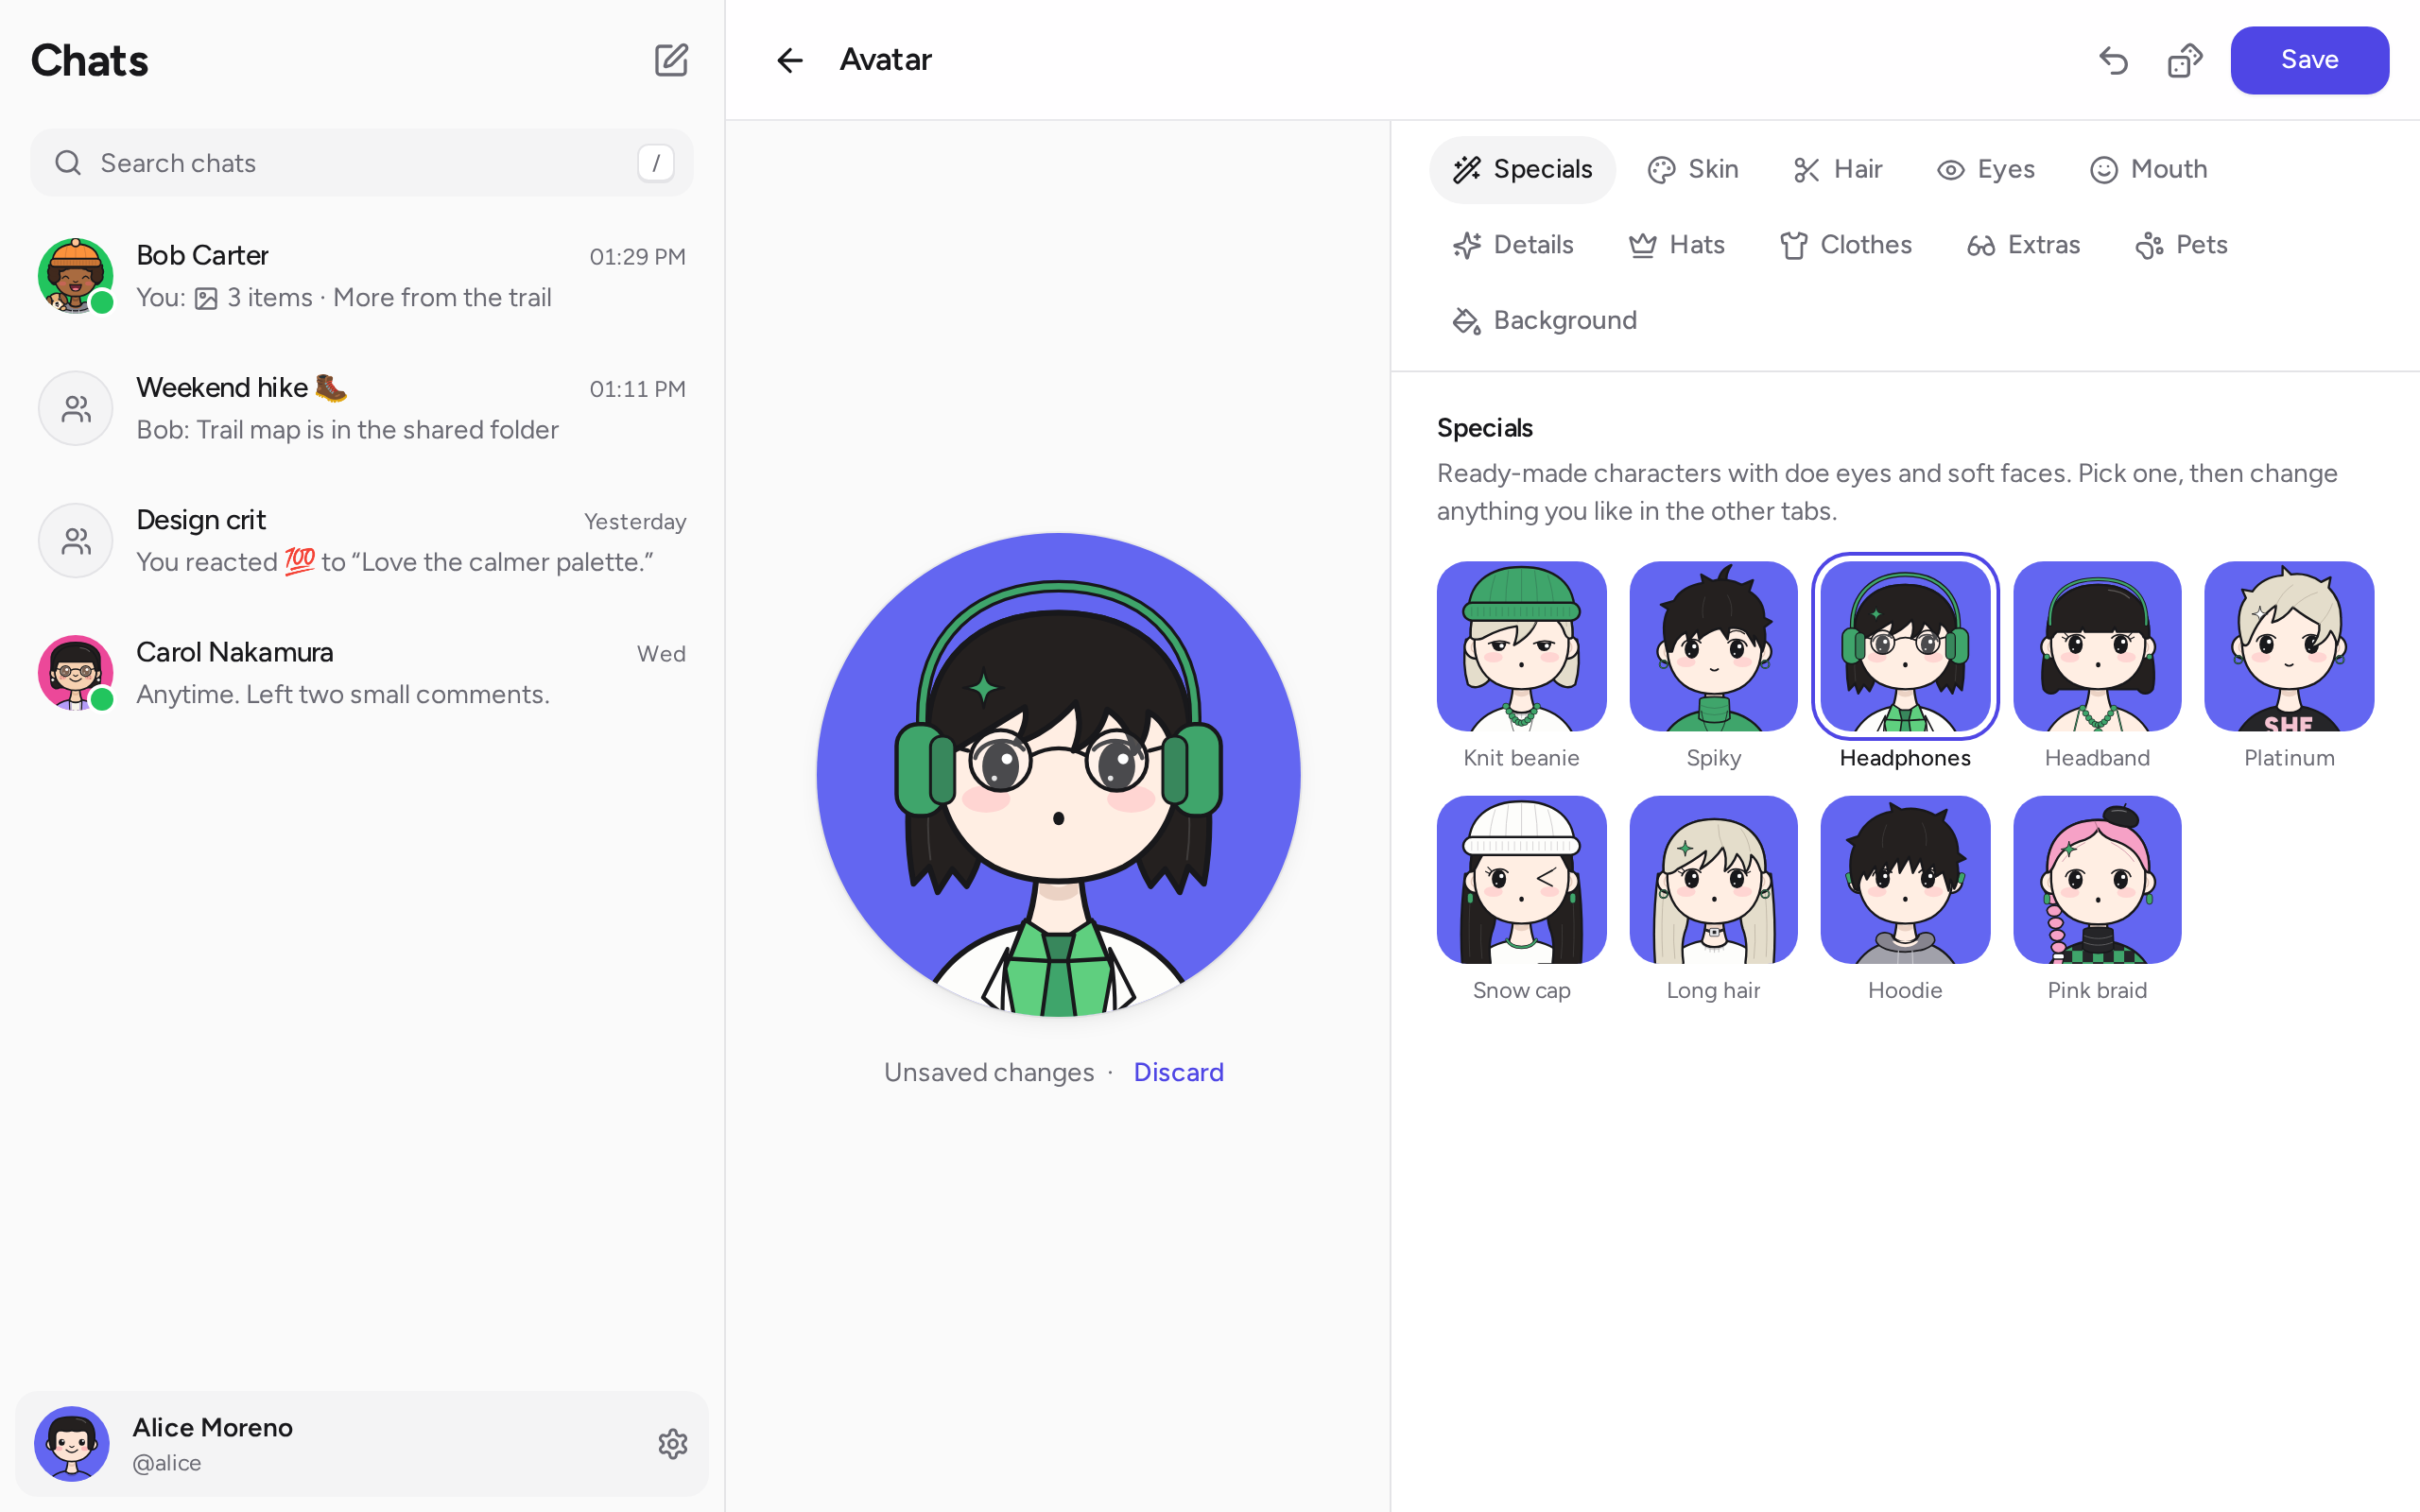 Chats
Search chats
/
Bob Carter
01:29 PM
You: 3 items · More from the trail
Weekend hike 🥾
01:11 PM
Bob: Trail map is in the shared folder
Design crit
Yesterday
You reacted 💯 to “Love the calmer palette.”
Carol Nakamura
Wed
Anytime. Left two small comments.
Alice Moreno
@alice
Avatar
Save
Unsaved changes · Discard
Specials
Skin
Hair
Eyes
Mouth
Details
Hats
Clothes
Extras
Pets
Background
Specials
Ready-made characters with doe eyes and soft faces. Pick one, then change
anything you like in the other tabs.
SHE
Knit beanie
Spiky
Headphones
Headband
Platinum
Snow cap
Long hair
Hoodie
Pink braid